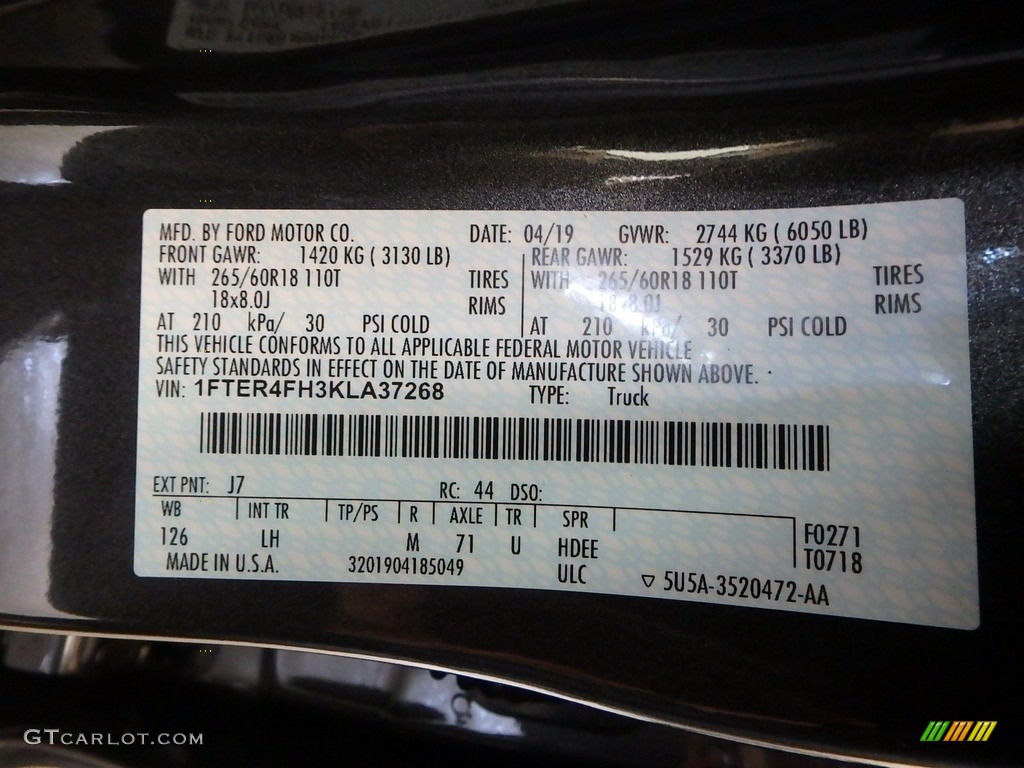 MFD. BY FORD MOTOR CO. DATE: 04/19 GVWR: 2744 KG ( 6050 LB)
FRONT GAWR: 1420 KG ( 3130 LB) REAR GAWR: 1529 KG ( 3370 LB)
WITH 265/60R18 110T TIRES WITH 265/60R18 110T TIRES
18x8.0J RIMS 18x8.0J RIMS
AT 210 kPa/ 30 PSI COLD AT 210 kPa/ 30 PSI COLD
THIS VEHICLE CONFORMS TO ALL APPLICABLE FEDERAL MOTOR VEHICLE
SAFETY STANDARDS IN EFFECT ON THE DATE OF MANUFACTURE SHOWN ABOVE.
VIN: 1FTER4FH3KLA37268 TYPE: Truck
EXT PNT: J7 RC: 44 DSO:
WB INT TR TP/PS R AXLE TR SPR
126 LH M 71 U HDEE F0271
MADE IN U.S.A. 3201904185049 ULC T0718
▽ 5U5A-3520472-AA
GTCARLOT.COM